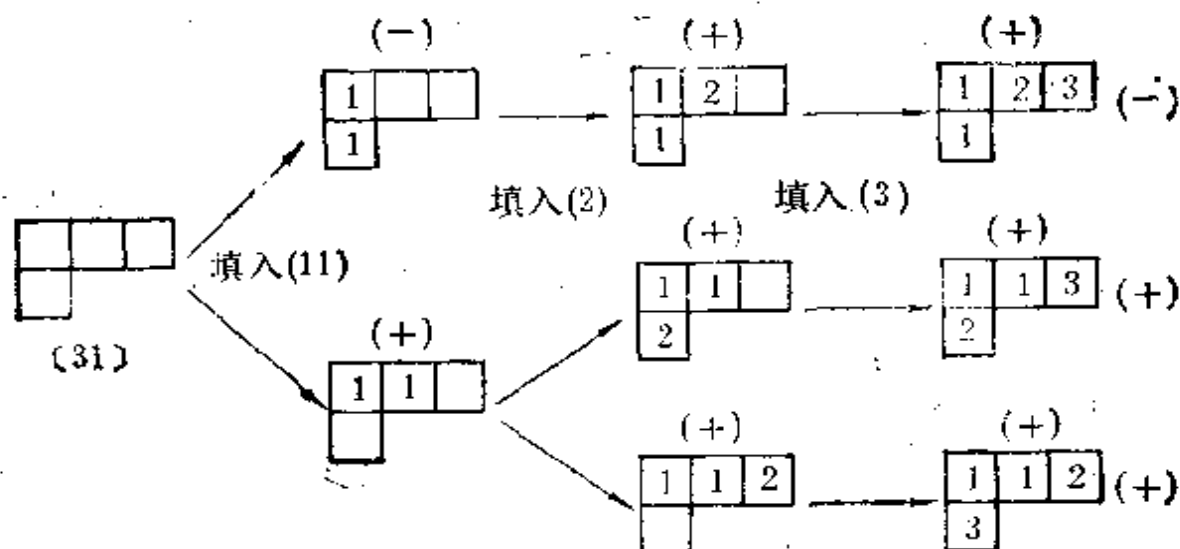 (-) (+) (+)
1 1 2 1 2 3 (-)
1 1 1
填入(2) 填入(3)
(+) (+)
填入(11) 1 1 1 1 3 (+)
2 2
(+)
〔31〕 1 1
(+) (+)
1 1 2 1 1 2 (+)
3